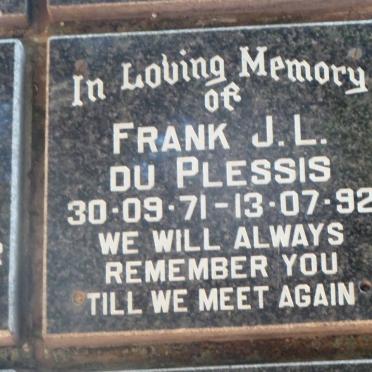 In Loving Memory
of
FRANK J.L.
DU PLESSIS
30-09-71-13-07-92
WE WILL ALWAYS
REMEMBER YOU
TILL WE MEET AGAIN